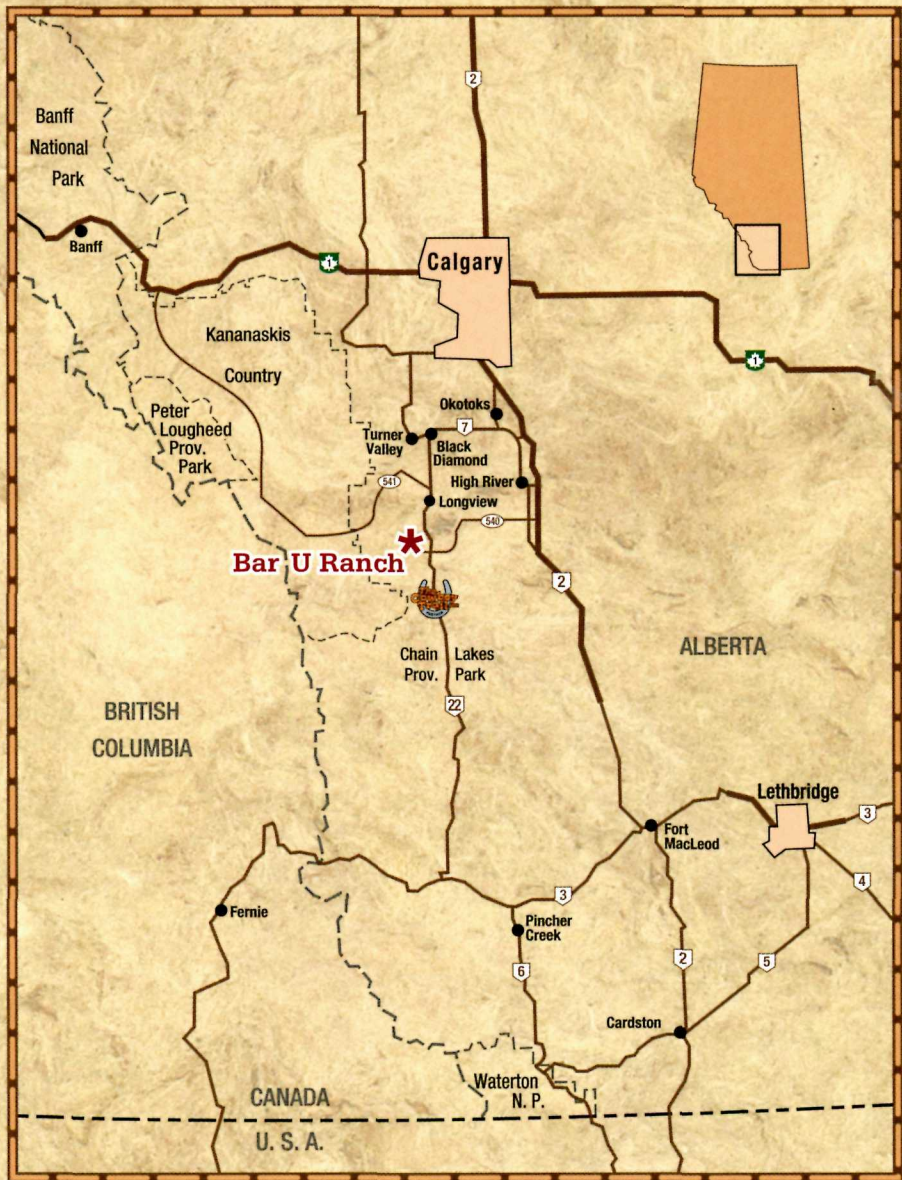 Banff
National
Park
2
Banff
1
Calgary
Kananaskis
Country
1
Peter
Lougheed
Prov.
Park
Okotoks
7
Turner
Valley
Black
Diamond
High River
541
Longview
540
Bar U Ranch
2
Chain Lakes
Prov. Park
ALBERTA
22
BRITISH
COLUMBIA
Lethbridge
3
Fort
MacLeod
4
3
Fernie
Pincher
Creek
6
2
5
Cardston
Waterton
N. P.
CANADA
U. S. A.